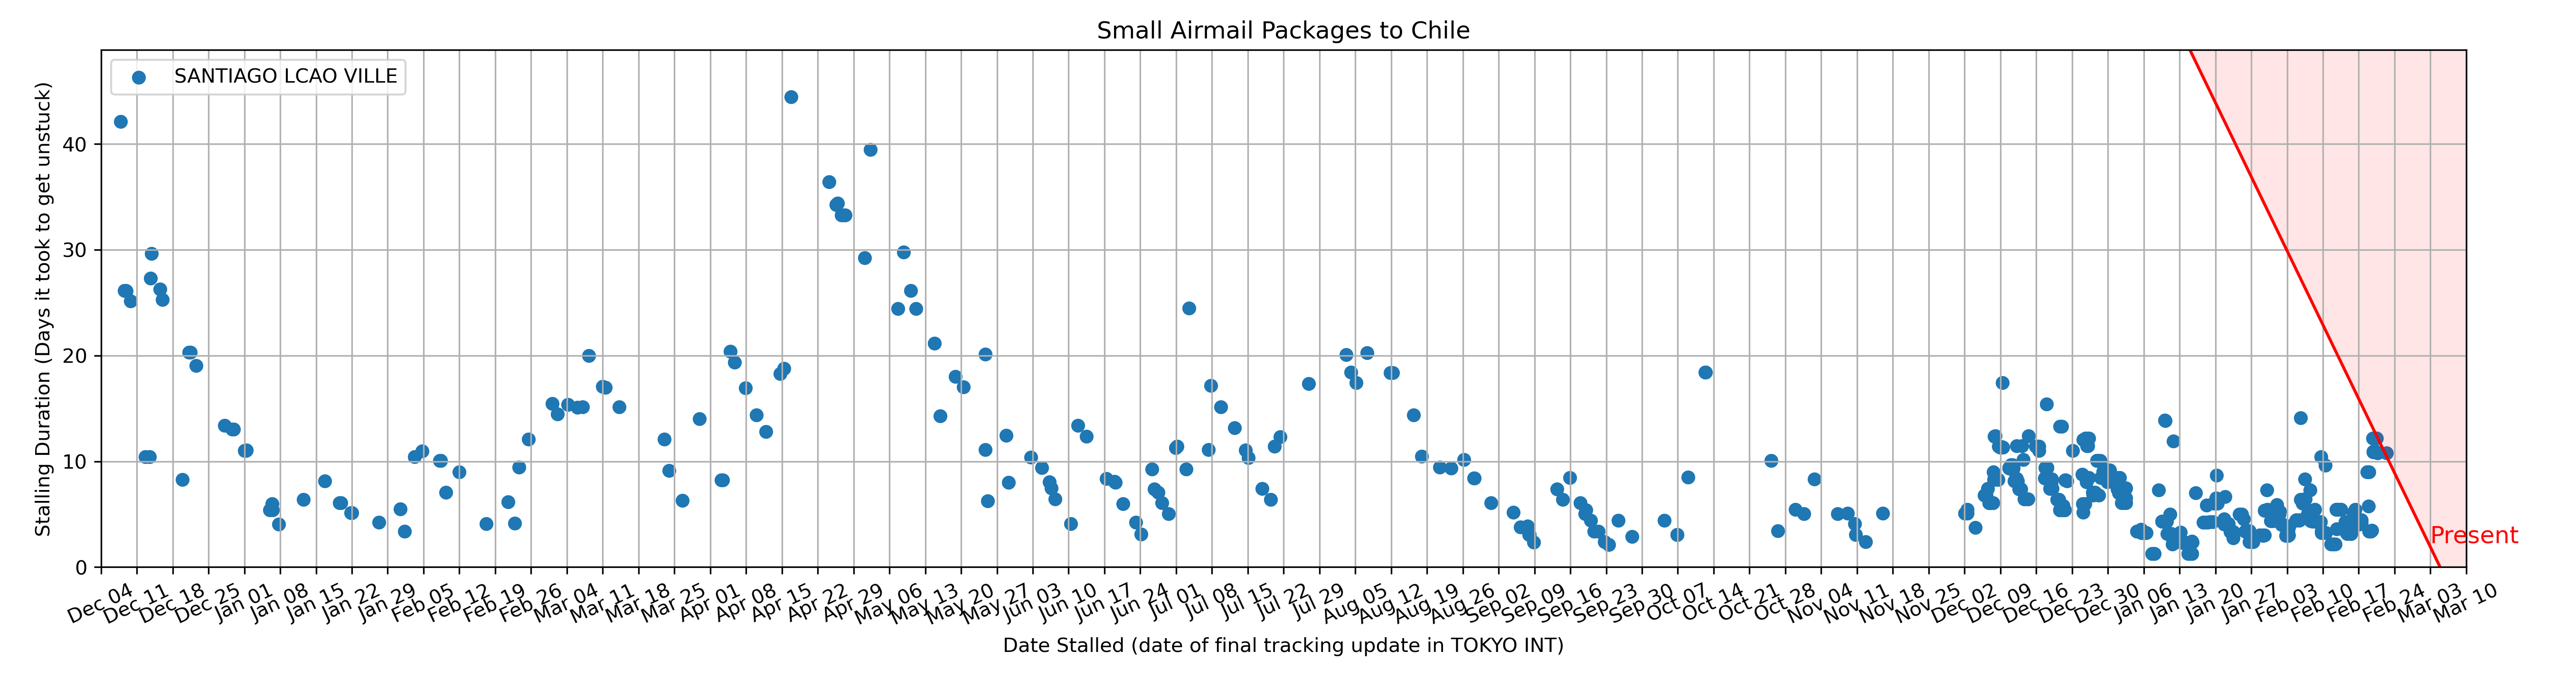 Small Airmail Packages to Chile
SANTIAGO LCAO VILLE
Stalling Duration (Days it took to get unstuck)
40
30
20
10
0
Present
Dec 04 Dec 11 Dec 18 Dec 25 Jan 01 Jan 08 Jan 15 Jan 22 Jan 29 Feb 05 Feb 12 Feb 19 Feb 26 Mar 04 Mar 11 Mar 18 Mar 25 Apr 01 Apr 08 Apr 15 Apr 22 Apr 29 May 06 May 13 May 20 May 27 Jun 03 Jun 10 Jun 17 Jun 24 Jul 01 Jul 08 Jul 15 Jul 22 Jul 29 Aug 05 Aug 12 Aug 19 Aug 26 Sep 02 Sep 09 Sep 16 Sep 23 Sep 30 Oct 07 Oct 14 Oct 21 Oct 28 Nov 04 Nov 11 Nov 18 Nov 25 Dec 02 Dec 09 Dec 16 Dec 23 Dec 30 Jan 06 Jan 13 Jan 20 Jan 27 Feb 03 Feb 10 Feb 17 Feb 24 Mar 03 Mar 10
Date Stalled (date of final tracking update in TOKYO INT)